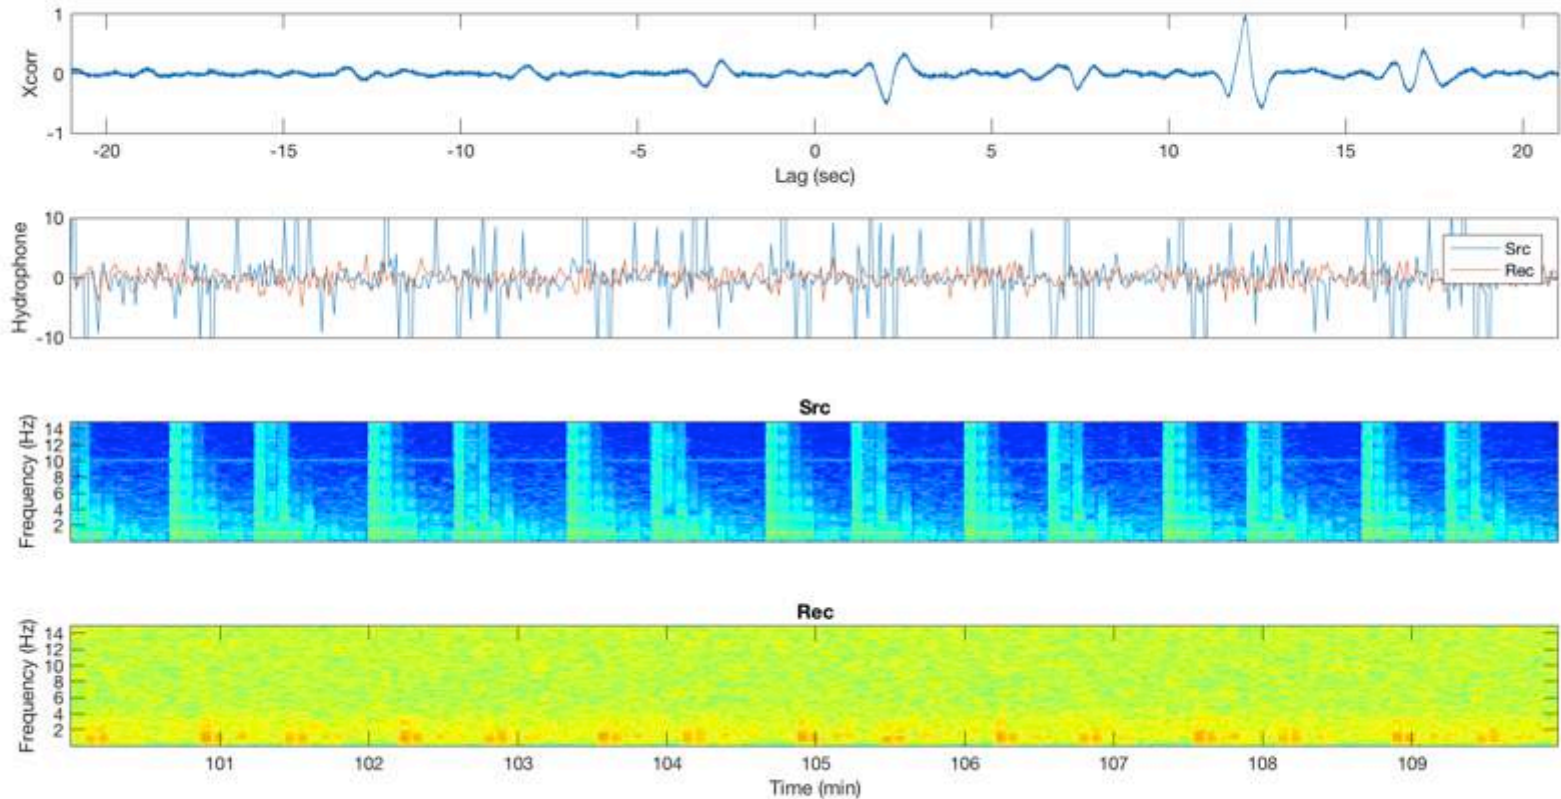 1
0
-1
Xcorr
-20 -15 -10 -5 0 5 10 15 20
Lag (sec)
10
0
-10
Hydrophone
Src
Rec
Src
14
12
10
8
6
4
2
Frequency (Hz)
Rec
14
12
10
8
6
4
2
Frequency (Hz)
101 102 103 104 105 106 107 108 109
Time (min)